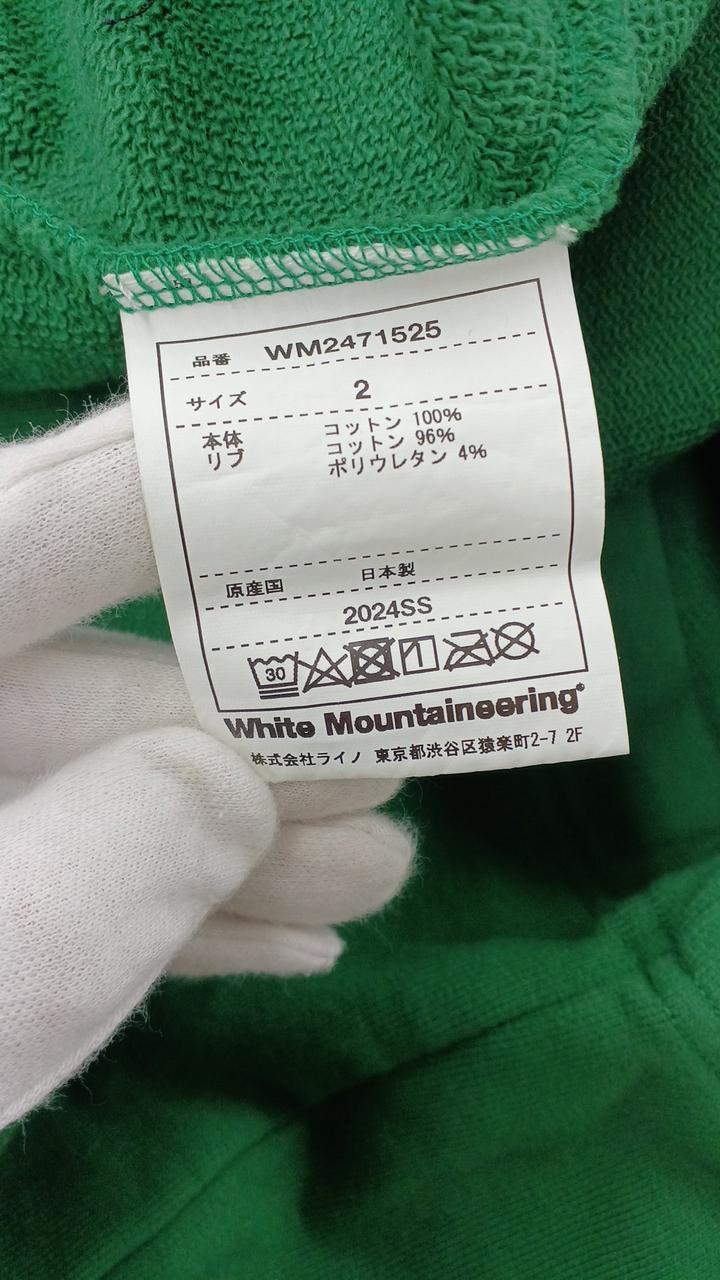 品番 WM2471525
サイズ 2
本体 コットン 100%
リブ コットン 96%
ポリウレタン 4%
原産国 日本製
2024SS
30
White Mountaineering®
株式会社ライノ 東京都渋谷区猿楽町2-7 2F